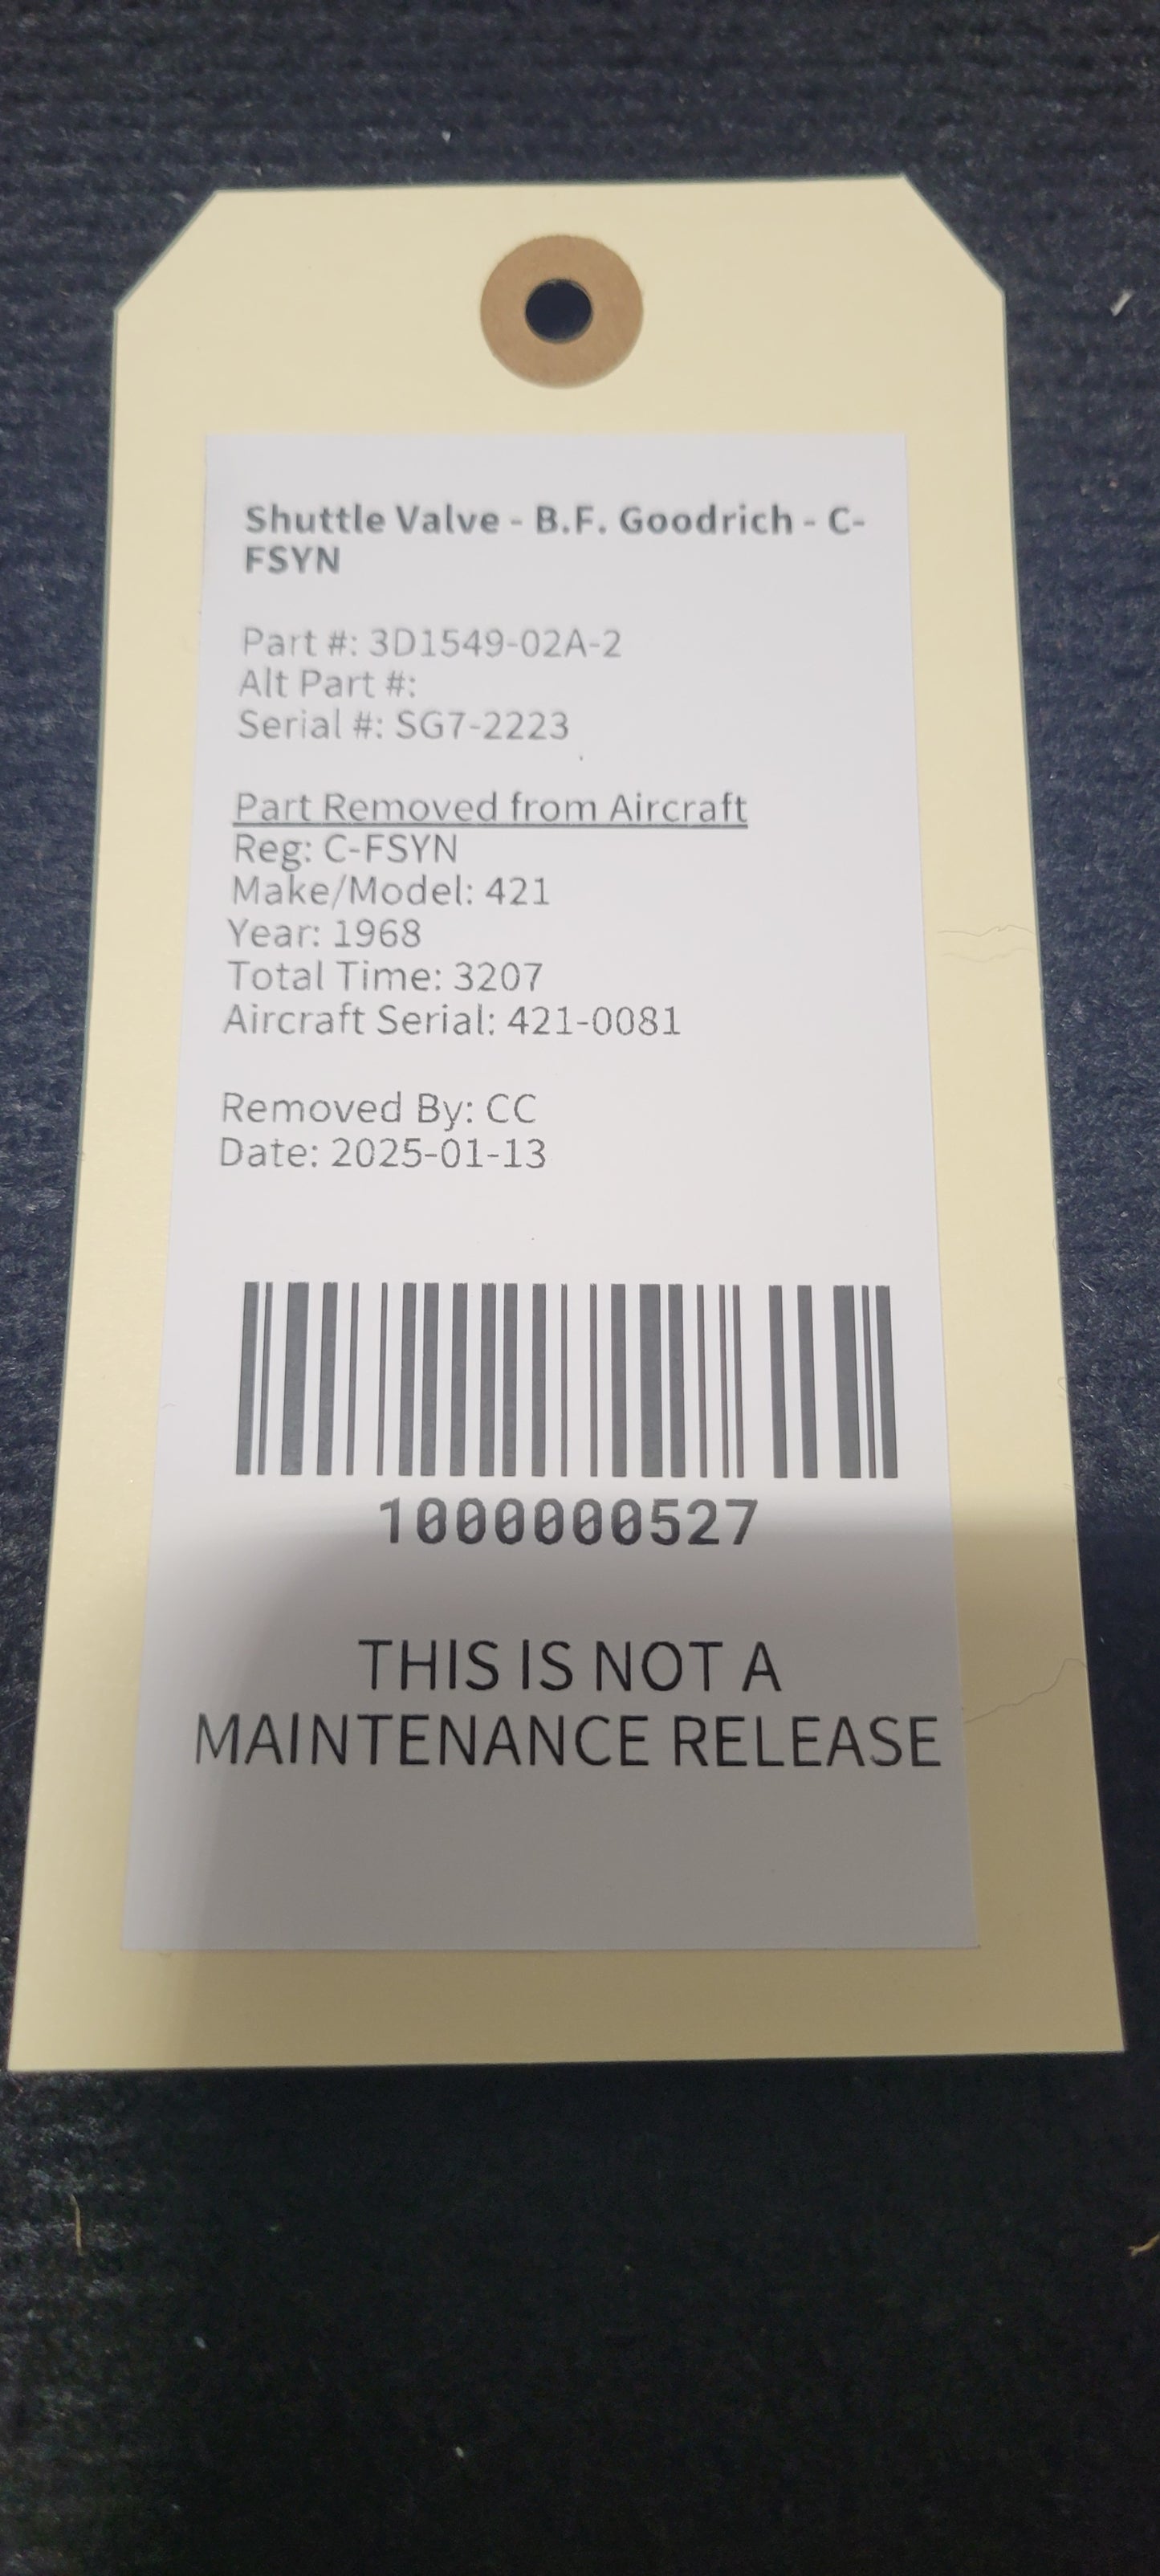 Shuttle Valve - B.F. Goodrich - C-
FSYN
Part #: 3D1549-02A-2
Alt Part #:
Serial #: SG7-2223
Part Removed from Aircraft
Reg: C-FSYN
Make/Model: 421
Year: 1968
Total Time: 3207
Aircraft Serial: 421-0081
Removed By: CC
Date: 2025-01-13
1000000527
THIS IS NOT A
MAINTENANCE RELEASE